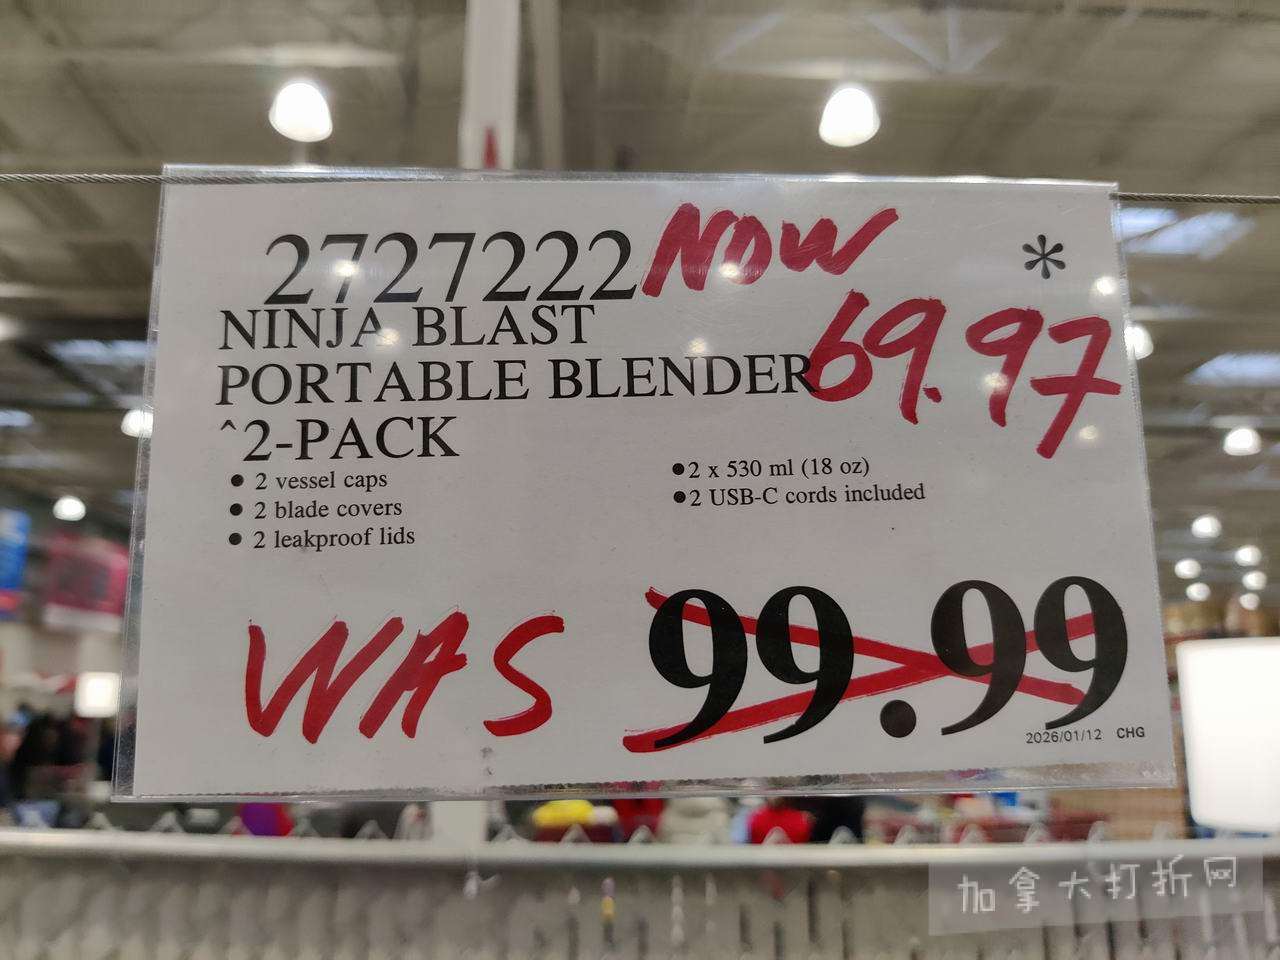 2727222 NOW *
NINJA BLAST
69.97
PORTABLE BLENDER
^2-PACK
• 2 vessel caps
• 2 blade covers
• 2 leakproof lids
• 2 x 530 ml (18 oz)
• 2 USB-C cords included
WAS 99.99
2026/01/12 CHG
加拿大打折网